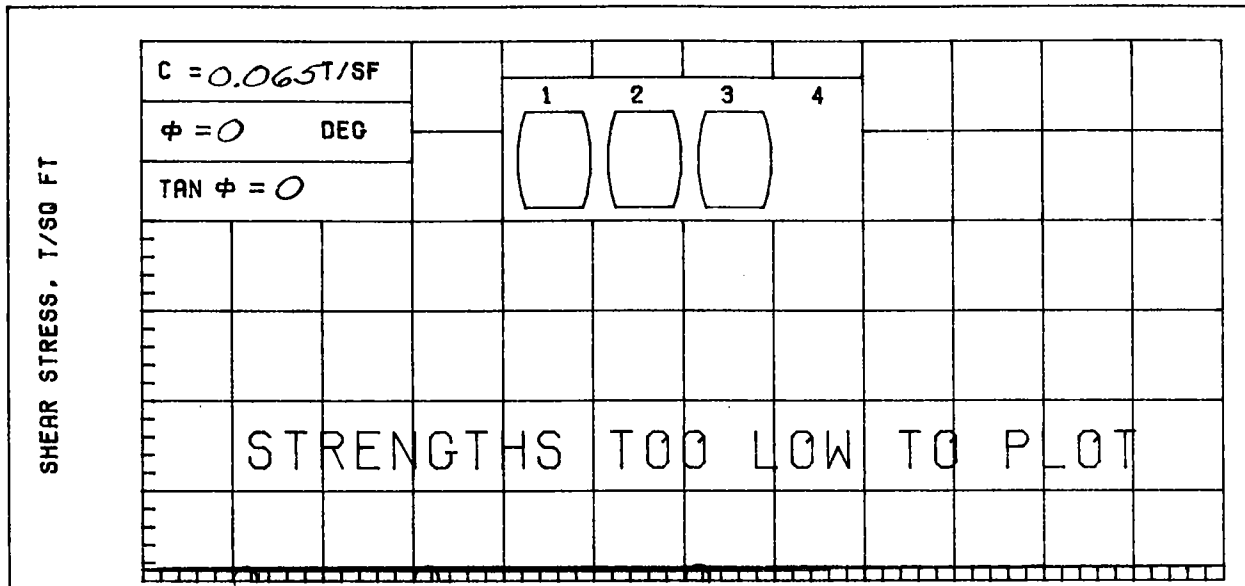 C = 0.065 T/SF
ф = 0 DEG
TAN ф = 0
1 2 3 4
SHEAR STRESS, T/SQ FT
STRENGTHS TOO LOW TO PLOT